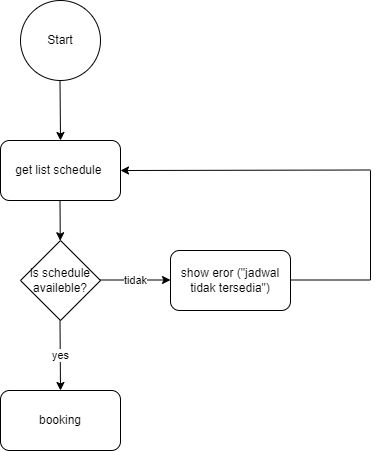 Start
get list schedule
Is schedule
availeble?
tidak
show eror ("jadwal
tidak tersedia")
yes
booking